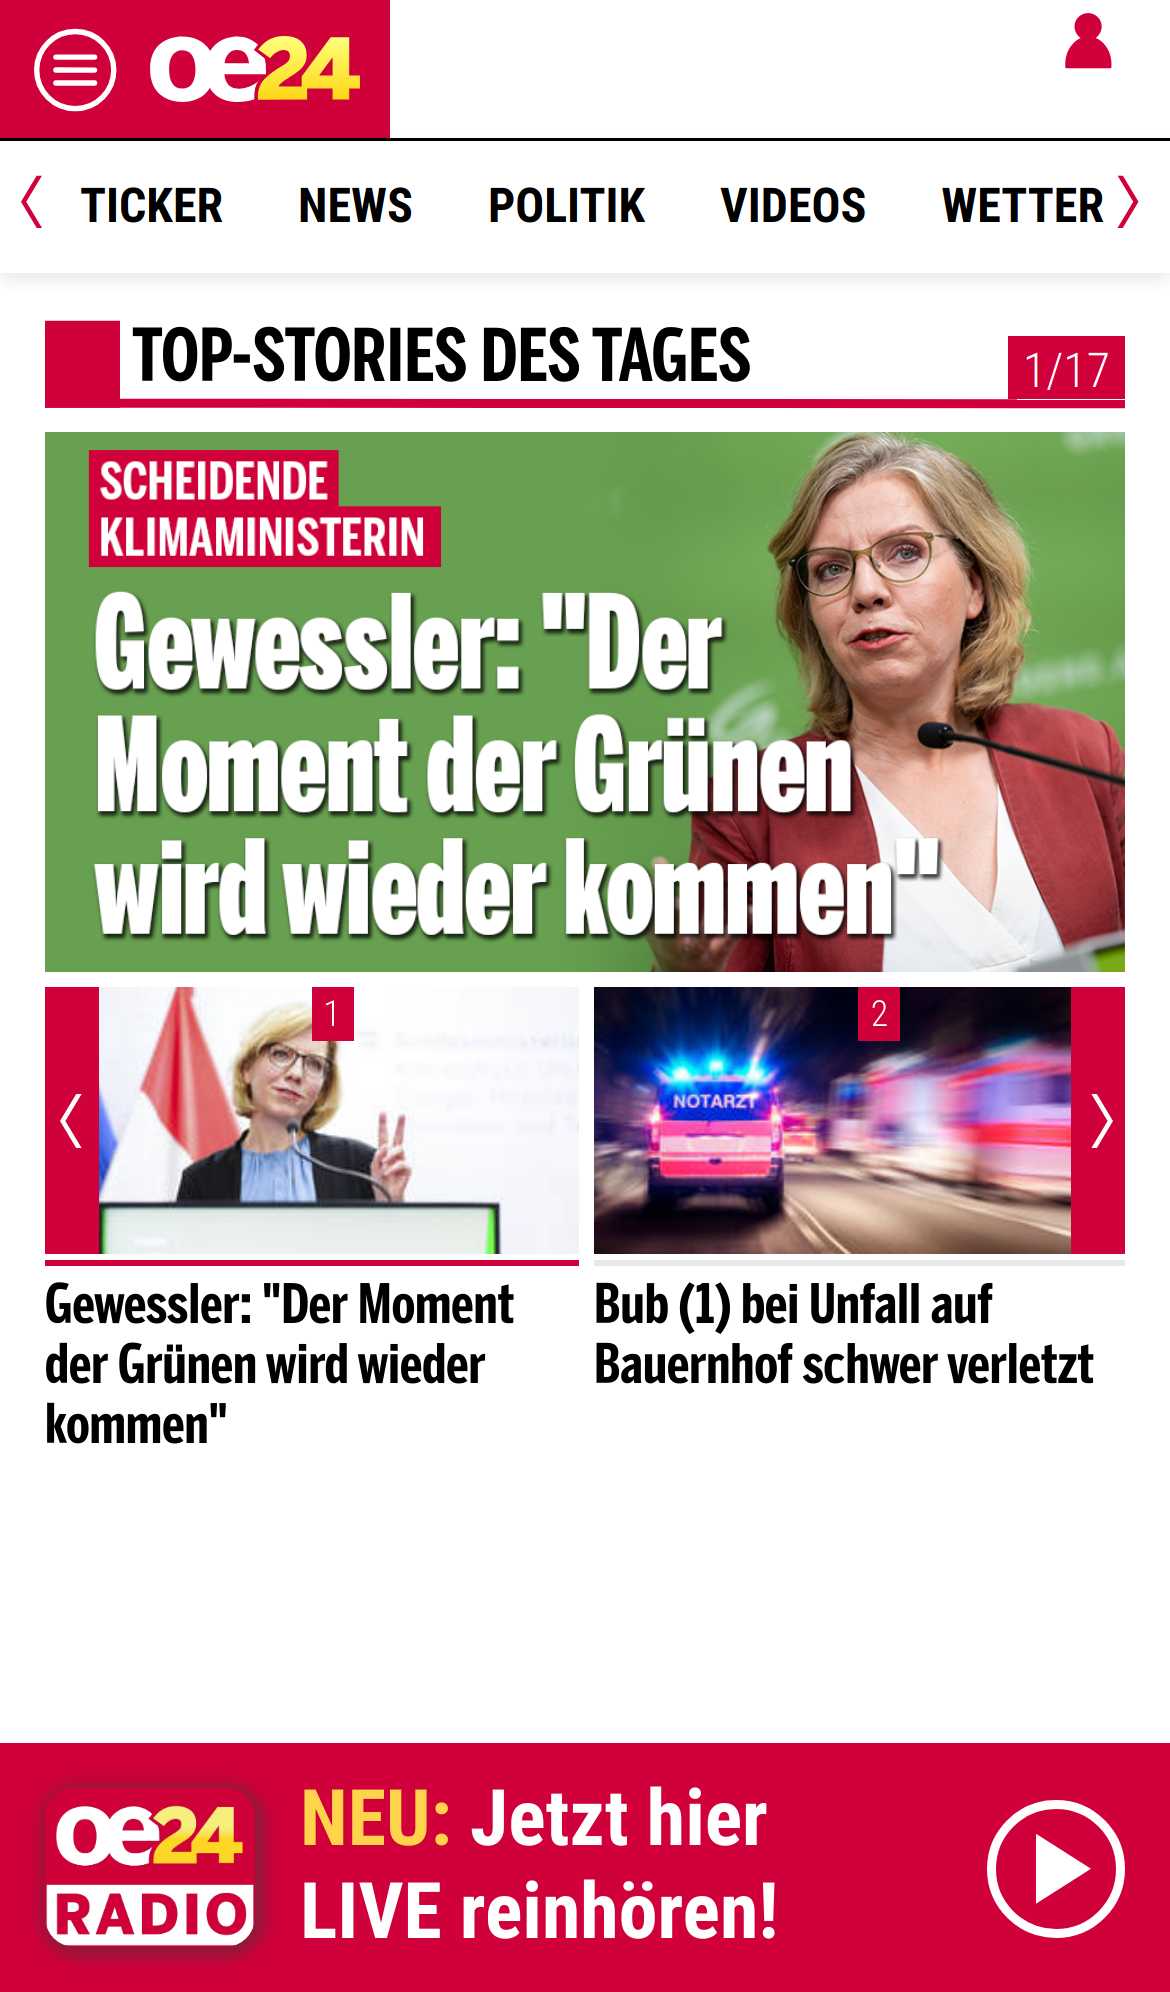 oe24
TICKER NEWS POLITIK VIDEOS WETTER
TOP-STORIES DES TAGES
1/17
SCHEIDENDE
KLIMAMINISTERIN
Gewessler: "Der
Moment der Grünen
wird wieder kommen"
1
2
NOTARZT
Gewessler: "Der Moment
der Grünen wird wieder
kommen"
Bub (1) bei Unfall auf
Bauernhof schwer verletzt
oe24
RADIO
NEU: Jetzt hier
LIVE reinhören!